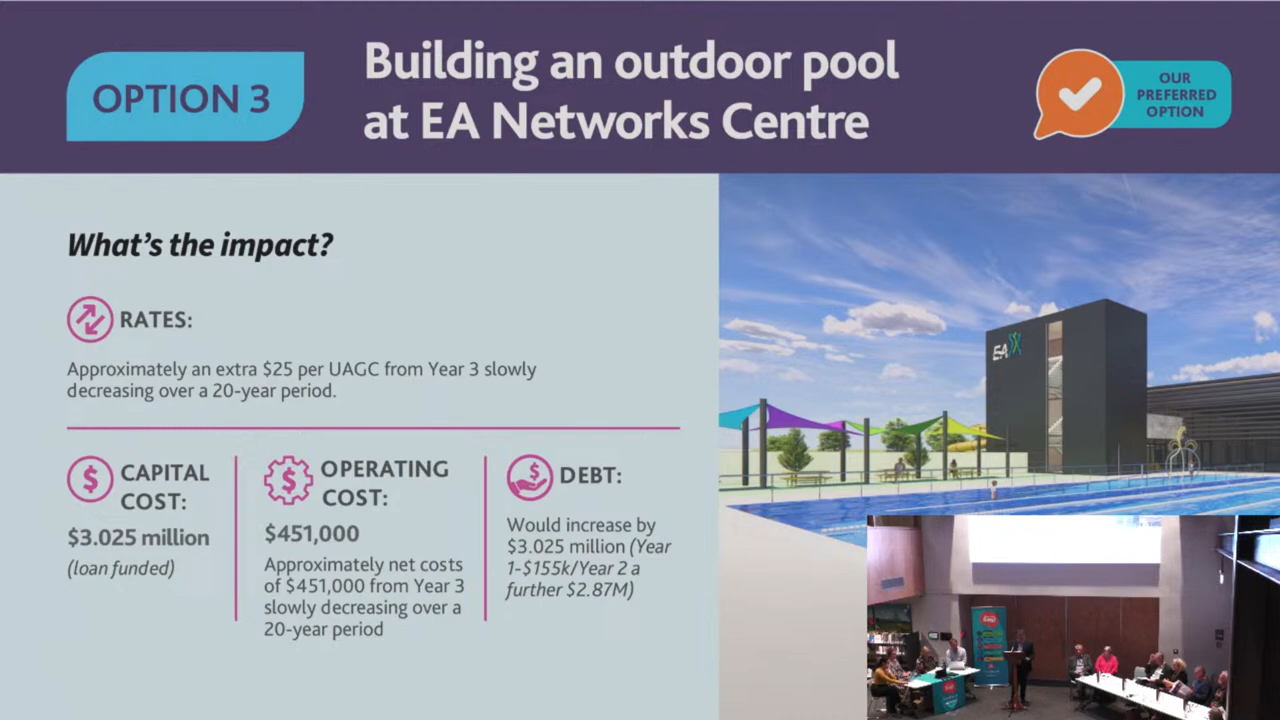 OPTION 3
Building an outdoor pool
at EA Networks Centre
OUR
PREFERRED
OPTION
What's the impact?
RATES:
Approximately an extra $25 per UAGC from Year 3 slowly
decreasing over a 20-year period.
CAPITAL
COST:
$3.025 million
(loan funded)
OPERATING
COST:
$451,000
Approximately net costs
of $451,000 from Year 3
slowly decreasing over a
20-year period
DEBT:
Would increase by
$3.025 million (Year
1-$155k/Year 2 a
further $2.87M)
EA